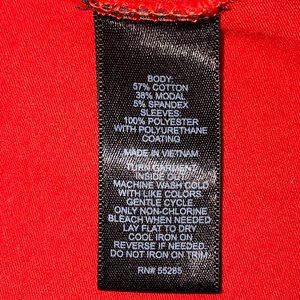 BODY:
57% COTTON
38% MODAL
5% SPANDEX
SLEEVES:
100% POLYESTER
WITH POLYURETHANE
COATING
MADE IN VIETNAM
TURN GARMENT
INSIDE OUT
MACHINE WASH COLD
WITH LIKE COLORS.
GENTLE CYCLE.
ONLY NON-CHLORINE
BLEACH WHEN NEEDED.
LAY FLAT TO DRY
COOL IRON ON
REVERSE IF NEEDED.
DO NOT IRON ON TRIM.
RN# 55285